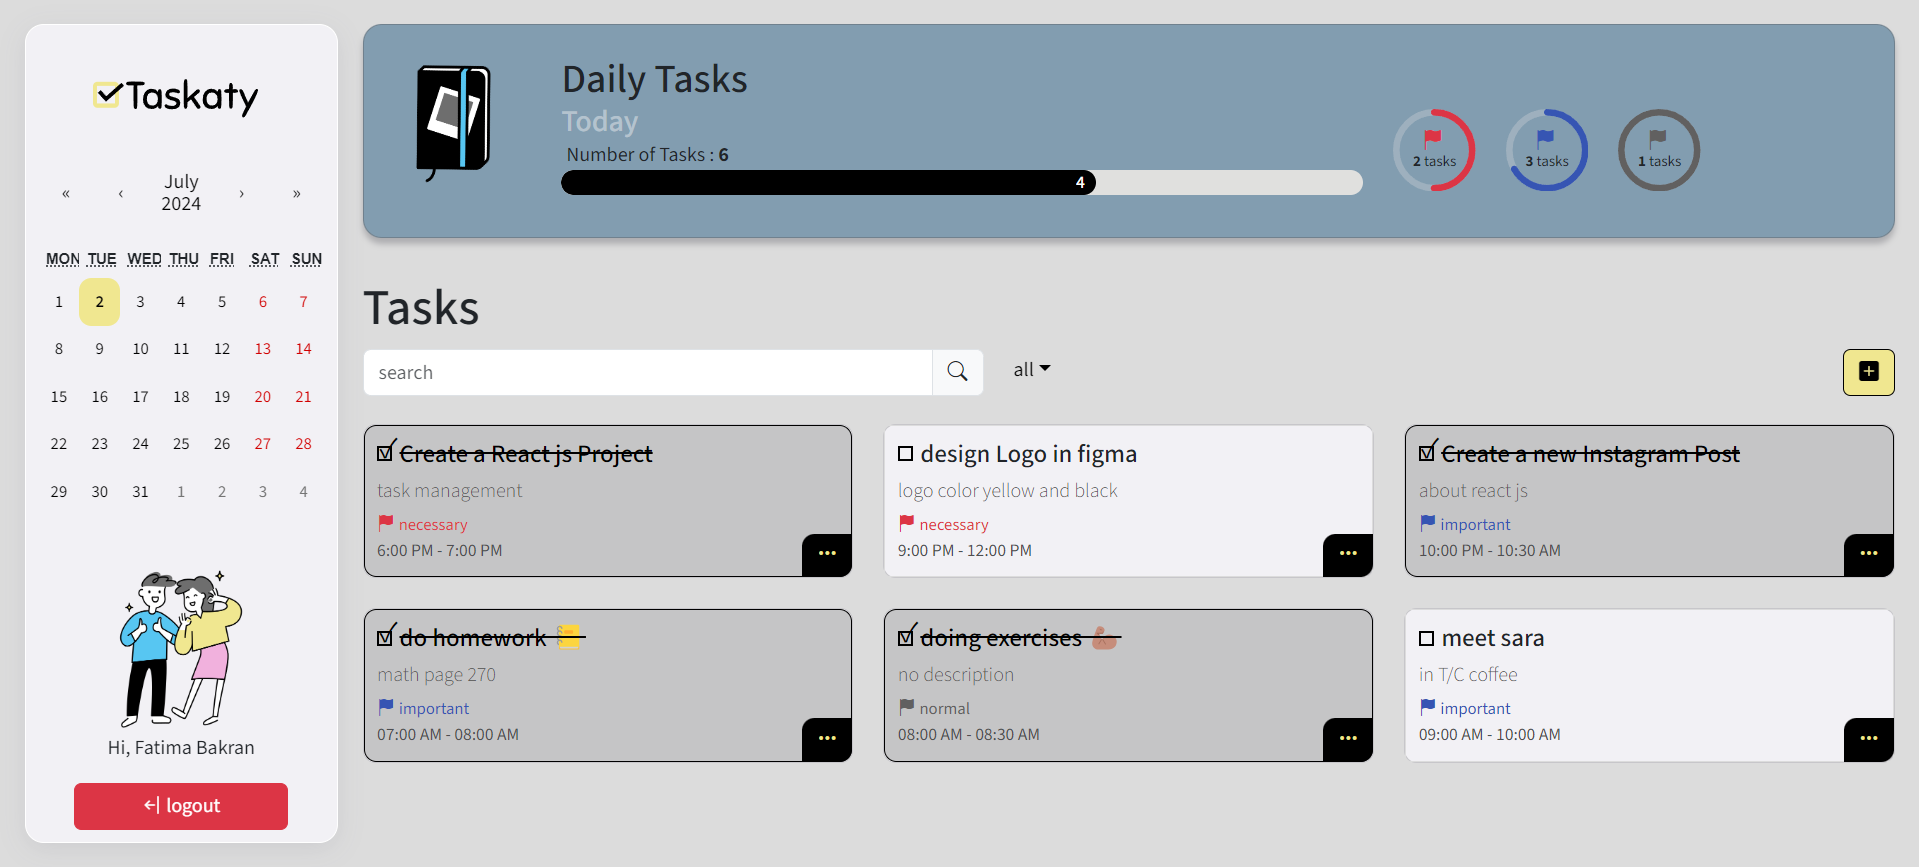 Taskaty
« ‹ July 2024 › »
MON TUE WED THU FRI SAT SUN
1 2 3 4 5 6 7
8 9 10 11 12 13 14
15 16 17 18 19 20 21
22 23 24 25 26 27 28
29 30 31 1 2 3 4
Hi, Fatima Bakran
logout
Daily Tasks
Today
Number of Tasks : 6
4
2 tasks
3 tasks
1 tasks
Tasks
search
all
Create a React js Project
task management
necessary
6:00 PM - 7:00 PM
design Logo in figma
logo color yellow and black
necessary
9:00 PM - 12:00 PM
Create a new Instagram Post
about react js
important
10:00 PM - 10:30 AM
do homework 📒
math page 270
important
07:00 AM - 08:00 AM
doing exercises 💪
no description
normal
08:00 AM - 08:30 AM
meet sara
in T/C coffee
important
09:00 AM - 10:00 AM